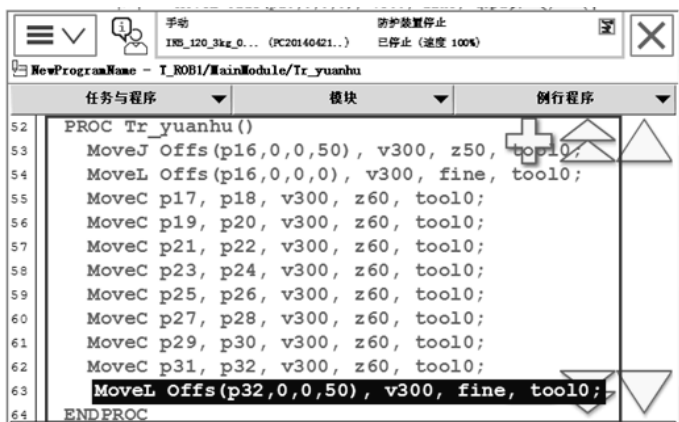 手动
防护装置停止
IRB_120_3kg_0... (PC20140421..)
已停止 (速度 100%)
NewProgramName - T_ROB1/MainModule/Tr_yuanhu
任务与程序
模块
例行程序
52 PROC Tr_yuanhu()
53 MoveJ Offs(p16,0,0,50), v300, z50, tool0;
54 MoveL Offs(p16,0,0,0), v300, fine, tool0;
55 MoveC p17, p18, v300, z60, tool0;
56 MoveC p19, p20, v300, z60, tool0;
57 MoveC p21, p22, v300, z60, tool0;
58 MoveC p23, p24, v300, z60, tool0;
59 MoveC p25, p26, v300, z60, tool0;
60 MoveC p27, p28, v300, z60, tool0;
61 MoveC p29, p30, v300, z60, tool0;
62 MoveC p31, p32, v300, z60, tool0;
63 MoveL Offs(p32,0,0,50), v300, fine, tool0;
64 ENDPROC